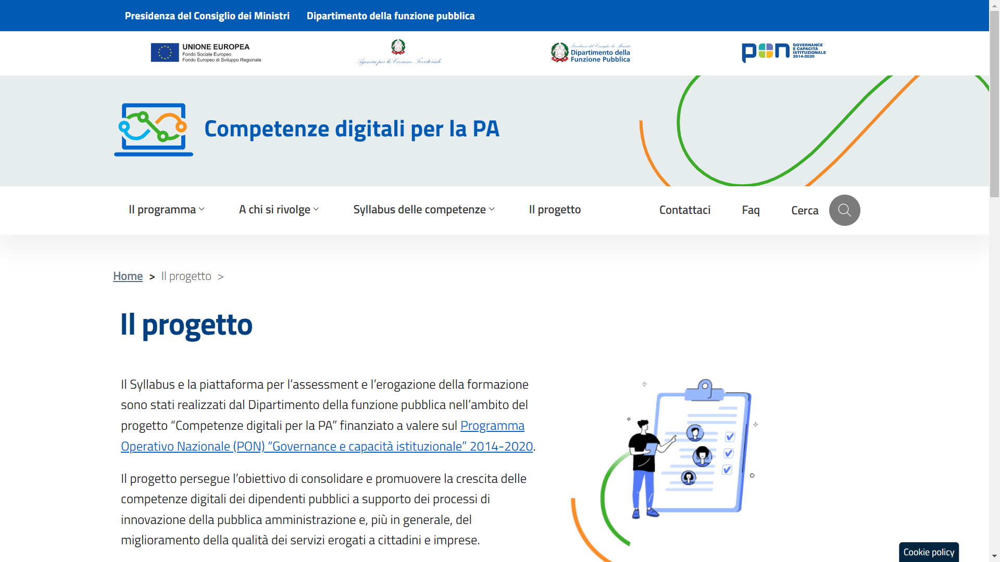 Presidenza del Consiglio dei Ministri
Dipartimento della funzione pubblica
UNIONE EUROPEA
Fondo Sociale Europeo
Fondo Europeo di Sviluppo Regionale
Agenzia per la Coesione Territoriale
Presidenza del Consiglio dei Ministri
Dipartimento della
Funzione Pubblica
pon
GOVERNANCE
E CAPACITÀ
ISTITUZIONALE
2014-2020
Competenze digitali per la PA
Il programma
A chi si rivolge
Syllabus delle competenze
Il progetto
Contattaci
Faq
Cerca
Home > Il progetto >
Il progetto
Il Syllabus e la piattaforma per l’assessment e l’erogazione della formazione
sono stati realizzati dal Dipartimento della funzione pubblica nell’ambito del
progetto “Competenze digitali per la PA” finanziato a valere sul Programma
Operativo Nazionale (PON) “Governance e capacità istituzionale” 2014-2020.
Il progetto persegue l’obiettivo di consolidare e promuovere la crescita delle
competenze digitali dei dipendenti pubblici a supporto dei processi di
innovazione della pubblica amministrazione e, più in generale, del
miglioramento della qualità dei servizi erogati a cittadini e imprese.
Cookie policy